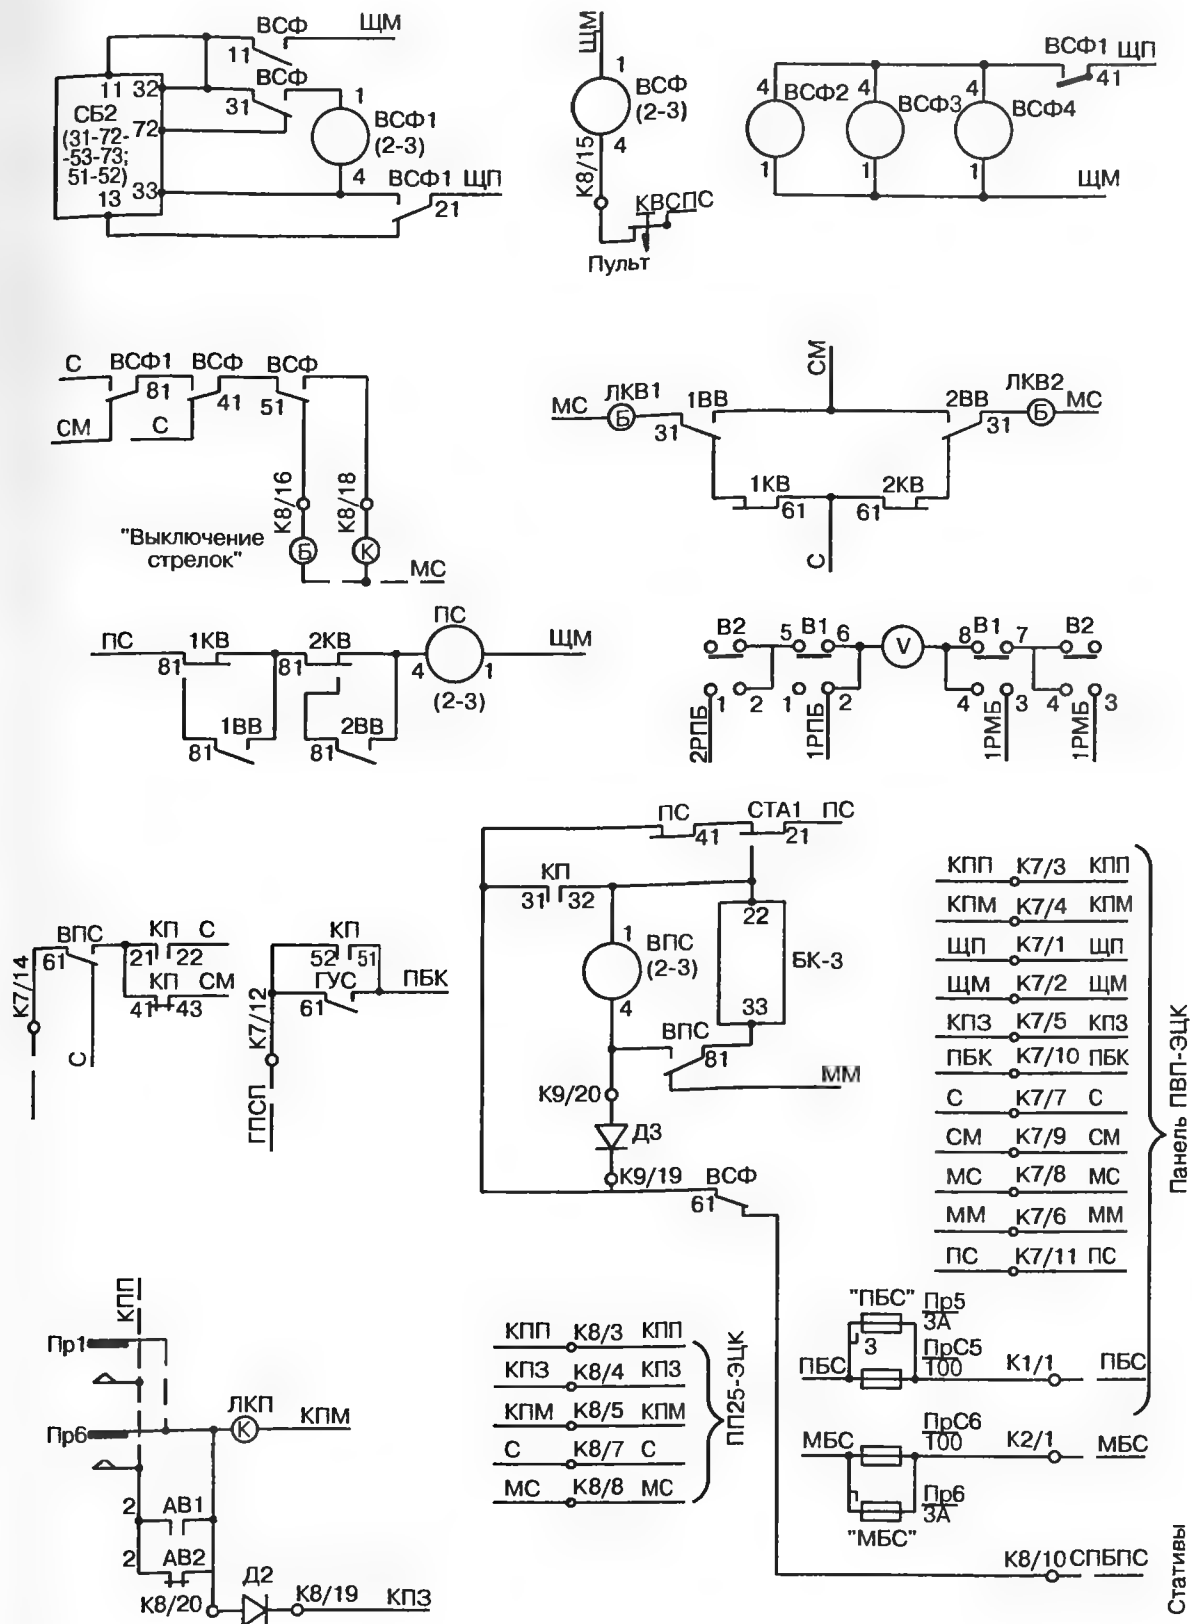 ВСФ ЩМ
11
11 32
ВСФ
31
1
СБ2
(31-72-
-53-73;
51-52)
72
ВСФ1
(2-3)
4
13 33
ВСФ1 ЩП
21
ЩМ
1
ВСФ
(2-3)
4
К8/15
КВСПС
Пульт
ВСФ1 ЩП
41
4 ВСФ2
4 ВСФ3
4 ВСФ4
1 1 1
ЩМ
С ВСФ1 ВСФ ВСФ
81 41 51
СМ С
К8/16 К8/18
"Выключение
стрелок"
Б К
МС
СМ
ЛКВ1 1ВВ 2ВВ ЛКВ2
МС Б 31 31 Б МС
1КВ 2КВ
61 61
С
ПС 1КВ 2КВ ПС ЩМ
81 81 4 1
(2-3)
1ВВ 2ВВ
81 81
В2 5 В1 6 V 8 В1 7 В2
1 2 1 2 4 3 4 3
2РПБ 1РПБ 1РМБ 1РМБ
ПС СТА1 ПС
41 21
КП
31 32
22
1
ВПС
(2-3)
4
БК-3
33
ВПС
81
ММ
К9/20
Д3
К9/19 ВСФ
61
ВПС КП С
61 21 22
КП СМ
41 43
К7/14
С
КП
52 51
ГУС ПБК
61
К7/12
ГПСП
КПП К7/3 КПП
КПМ К7/4 КПМ
ЩП К7/1 ЩП
ЩМ К7/2 ЩМ
КПЗ К7/5 КПЗ
ПБК К7/10 ПБК
С К7/7 С
СМ К7/9 СМ
МС К7/8 МС
ММ К7/6 ММ
ПС К7/11 ПС
Панель ПВП-ЭЦК
"ПБС" Пр5
3А
3 ПрС5
100
ПБС К1/1 ПБС
ПрС6
100
МБС К2/1 МБС
Пр6
3А
"МБС"
К8/10 СПБПС
Стативы
КПП
Пр1
Пр6
ЛКП
К КПМ
2 АВ1
2 АВ2
К8/20 Д2 К8/19 КПЗ
КПП К8/3 КПП
КПЗ К8/4 КПЗ
КПМ К8/5 КПМ
С К8/7 С
МС К8/8 МС
ПП25-ЭЦК